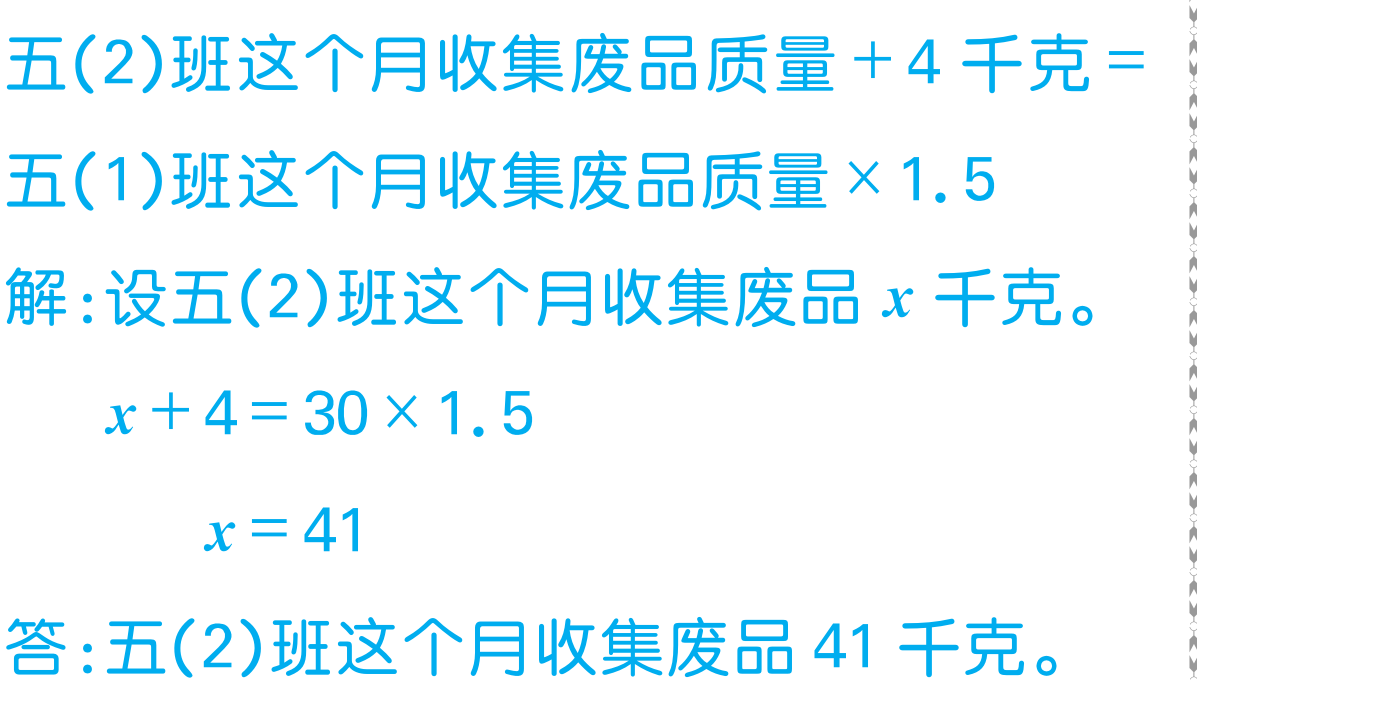 五(2)班这个月收集废品质量+4 千克=
五(1)班这个月收集废品质量×1.5
解:设五(2)班这个月收集废品 x 千克。
x+4=30×1.5
x=41
答:五(2)班这个月收集废品 41 千克。